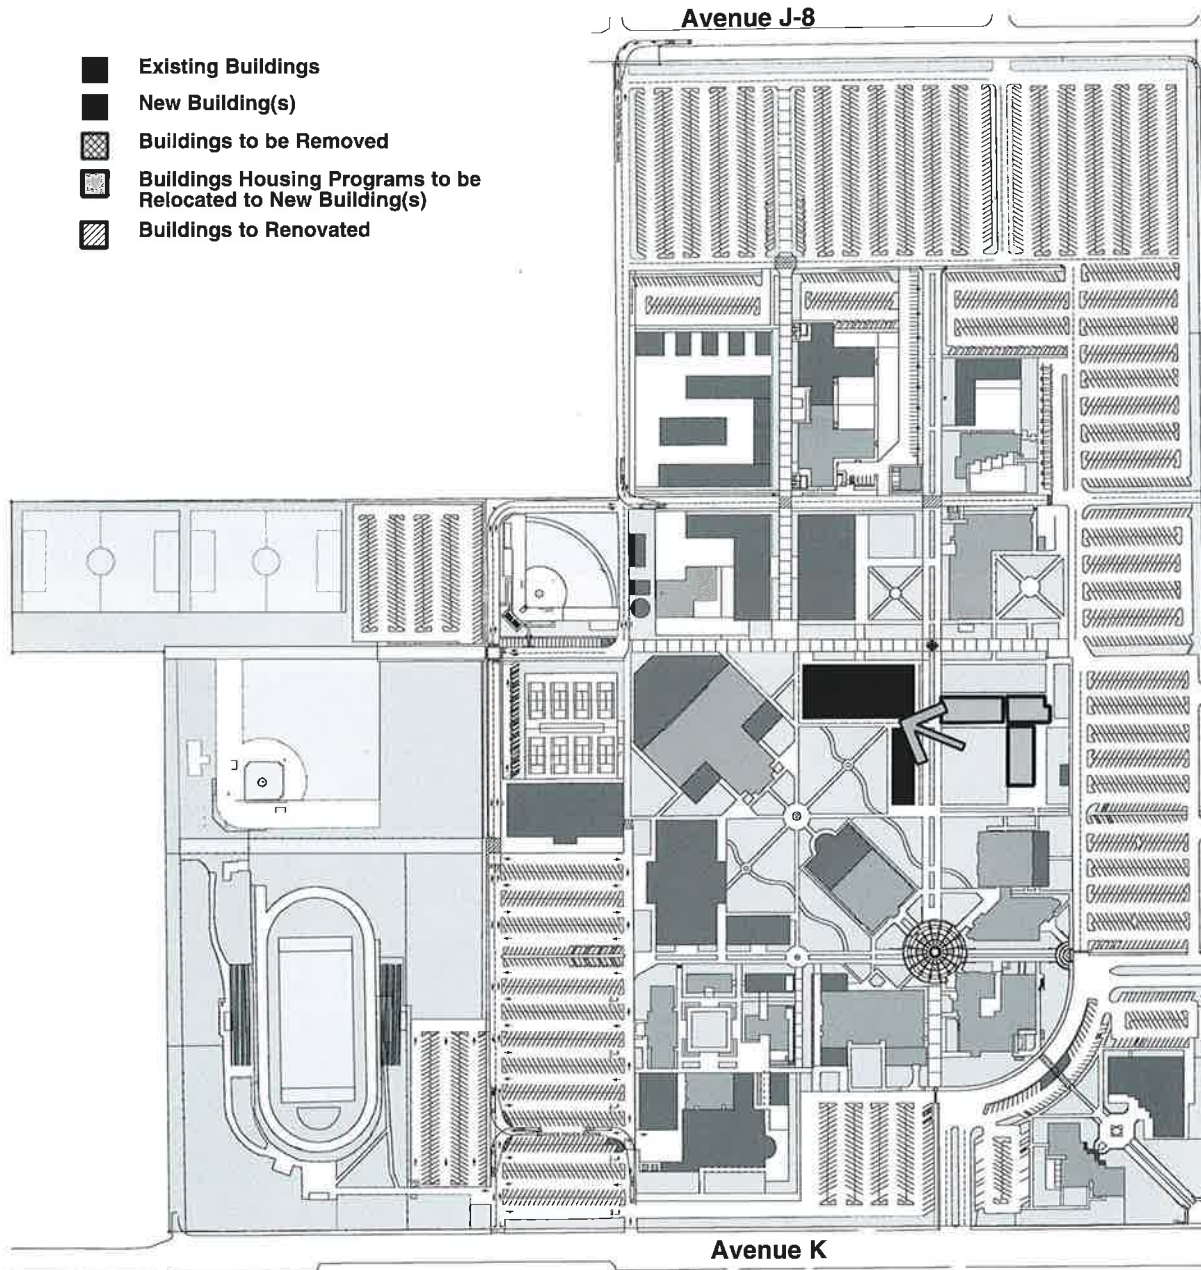 Avenue J-8
Existing Buildings
New Building(s)
Buildings to be Removed
Buildings Housing Programs to be
Relocated to New Building(s)
Buildings to Renovated
Avenue K